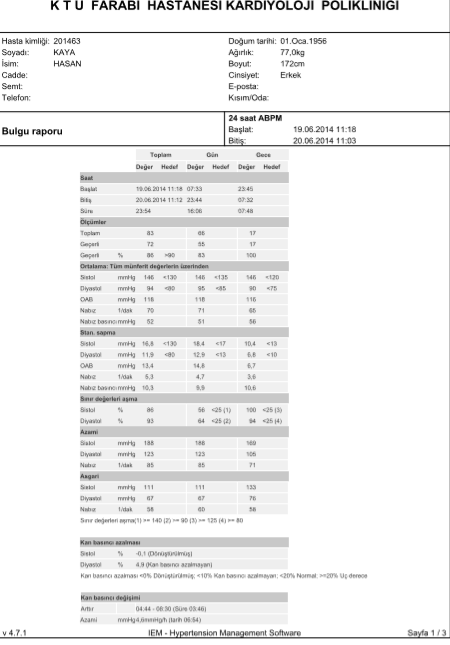 K T U FARABİ HASTANESİ KARDİYOLOJİ POLİKLİNİĞİ
Hasta kimliği: 201463 Doğum tarihi: 01.Oca.1956
Soyadı: KAYA Ağırlık: 77,0kg
İsim: HASAN Boyut: 172cm
Cadde: Cinsiyet: Erkek
Semt: E-posta:
Telefon: Kısım/Oda:
Bulgu raporu
24 saat ABPM
Başlat: 19.06.2014 11:18
Bitiş: 20.06.2014 11:03
Toplam Gün Gece
Değer Hedef Değer Hedef Değer Hedef
Saat
Başlat 19.06.2014 11:18 07:33 23:45
Bitiş 20.06.2014 11:12 23:44 07:32
Süre 23:54 16:06 07:48
Ölçümler
Toplam 83 66 17
Geçerli 72 55 17
Geçerli % 86 >90 83 100
Ortalama: Tüm münferit değerlerin üzerinden
Sistol mmHg 146 <130 146 <135 146 <120
Diyastol mmHg 94 <80 95 <85 90 <75
OAB mmHg 118 118 116
Nabız 1/dak 70 71 65
Nabız basıncı mmHg 52 51 56
Stan. sapma
Sistol mmHg 16,8 <130 18,4 <17 10,4 <13
Diyastol mmHg 11,9 <80 12,9 <13 6,8 <10
OAB mmHg 13,4 14,8 6,7
Nabız 1/dak 5,3 4,7 3,6
Nabız basıncı mmHg 10,3 9,9 10,6
Sınır değerleri aşma
Sistol % 86 56 <25 (1) 100 <25 (3)
Diyastol % 93 64 <25 (2) 94 <25 (4)
Azami
Sistol mmHg 188 188 169
Diyastol mmHg 123 123 105
Nabız 1/dak 85 85 71
Asgari
Sistol mmHg 111 111 133
Diyastol mmHg 67 67 76
Nabız 1/dak 58 60 58
Sınır değerleri aşma(1) >= 140 (2) >= 90 (3) >= 125 (4) >= 80
Kan basıncı azalması
Sistol % -0,1 (Dönüştürülmüş)
Diyastol % 4,9 (Kan basıncı azalmayan)
Kan basıncı azalması <0% Dönüştürülmüş; <10% Kan basıncı azalmayan; <20% Normal; >=20% Uç derece
Kan basıncı değişimi
Arttır 04:44 - 08:30 (Süre 03:46)
Azami mmHg 4,6mmHg/h (tarih 06:54)
v 4.7.1 IEM - Hypertension Management Software Sayfa 1 / 3